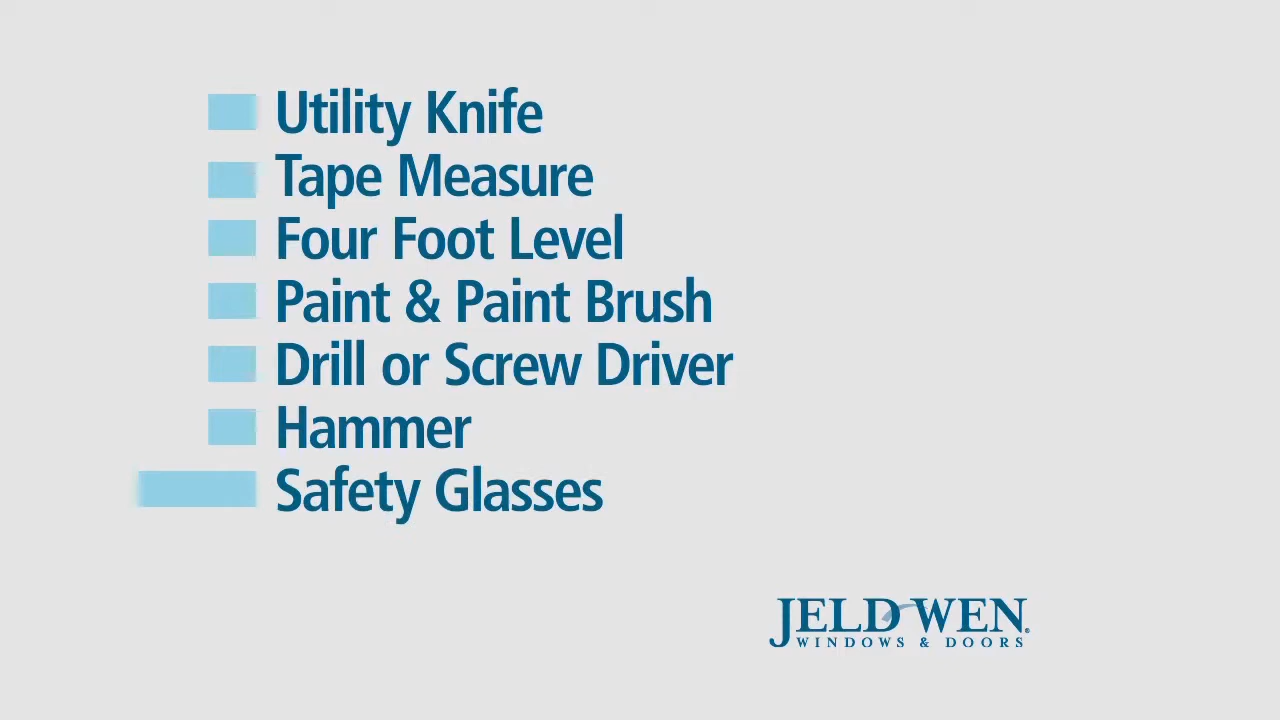 Utility Knife
Tape Measure
Four Foot Level
Paint & Paint Brush
Drill or Screw Driver
Hammer
Safety Glasses
JELD-WEN®
WINDOWS & DOORS